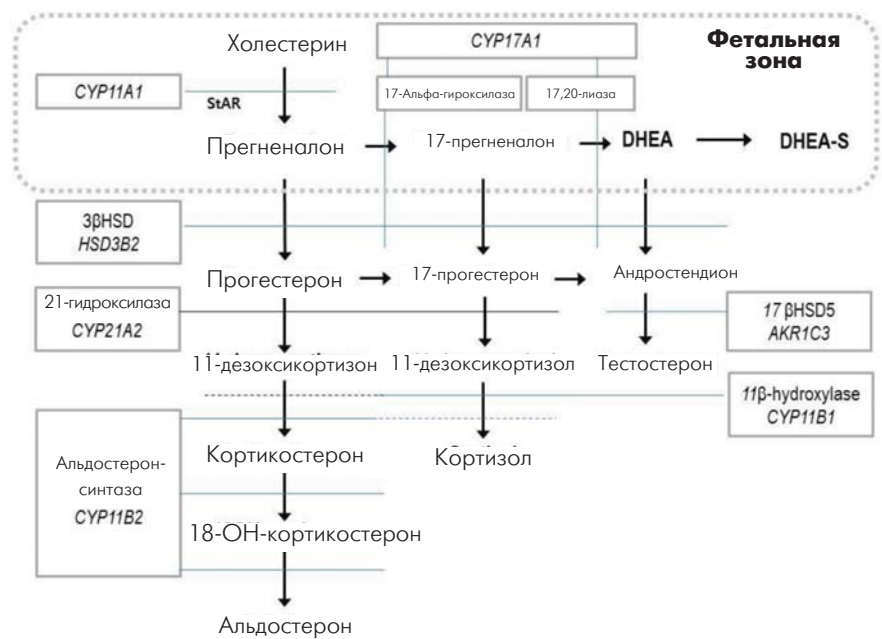 Холестерин
CYP17A1
Фетальная
зона
CYP11A1
StAR
17-Альфа-гироксилаза
17,20-лиаза
Прегненалон
17-прегненалон
DHEA
DHEA-S
3βHSD
HSD3B2
Прогестерон
17-прогестерон
Андростендион
21-гидроксилаза
CYP21A2
17 βHSD5
AKR1C3
11-дезоксикортизон
11-дезоксикортизол
Тестостерон
11β-hydroxylase
CYP11B1
Альдостерон-
синтаза
CYP11B2
Кортикостерон
Кортизол
18-ОН-кортикостерон
Альдостерон